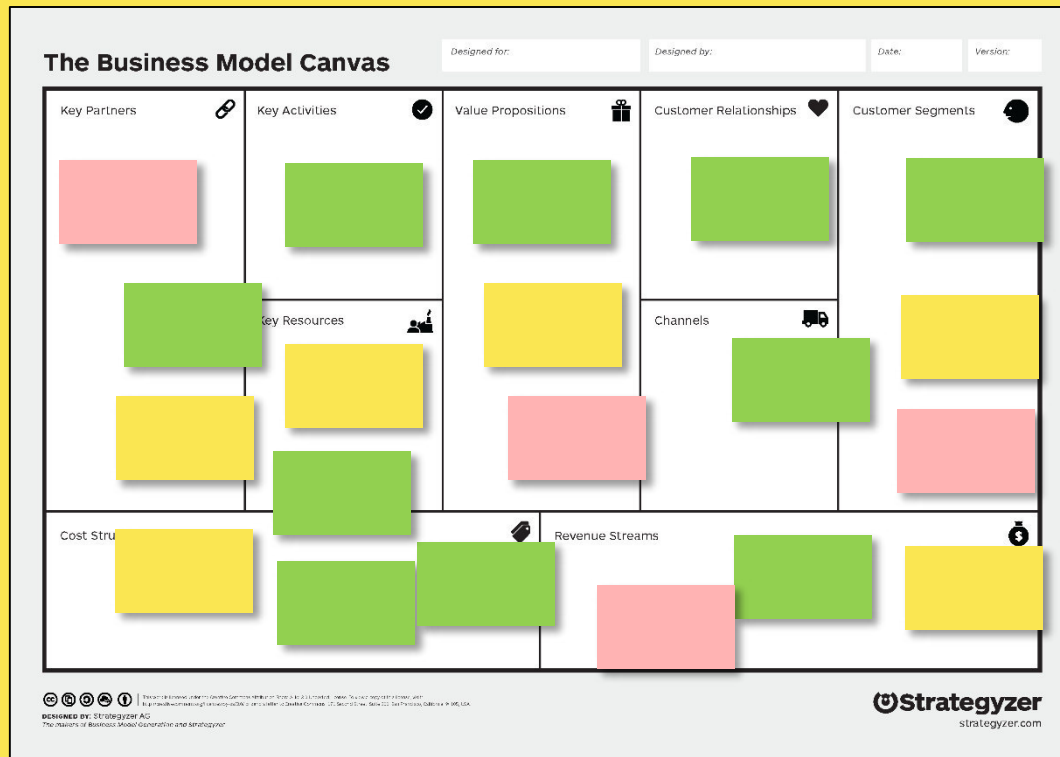 The Business Model Canvas
Designed for:
Designed by:
Date:
Version:
Key Partners
Key Activities
Value Propositions
Customer Relationships
Customer Segments
Key Resources
Channels
Cost Stru
Revenue Streams
DESIGNED BY: Strategyzer AG
The makers of Business Model Generation and Strategyzer
Strategyzer
strategyzer.com